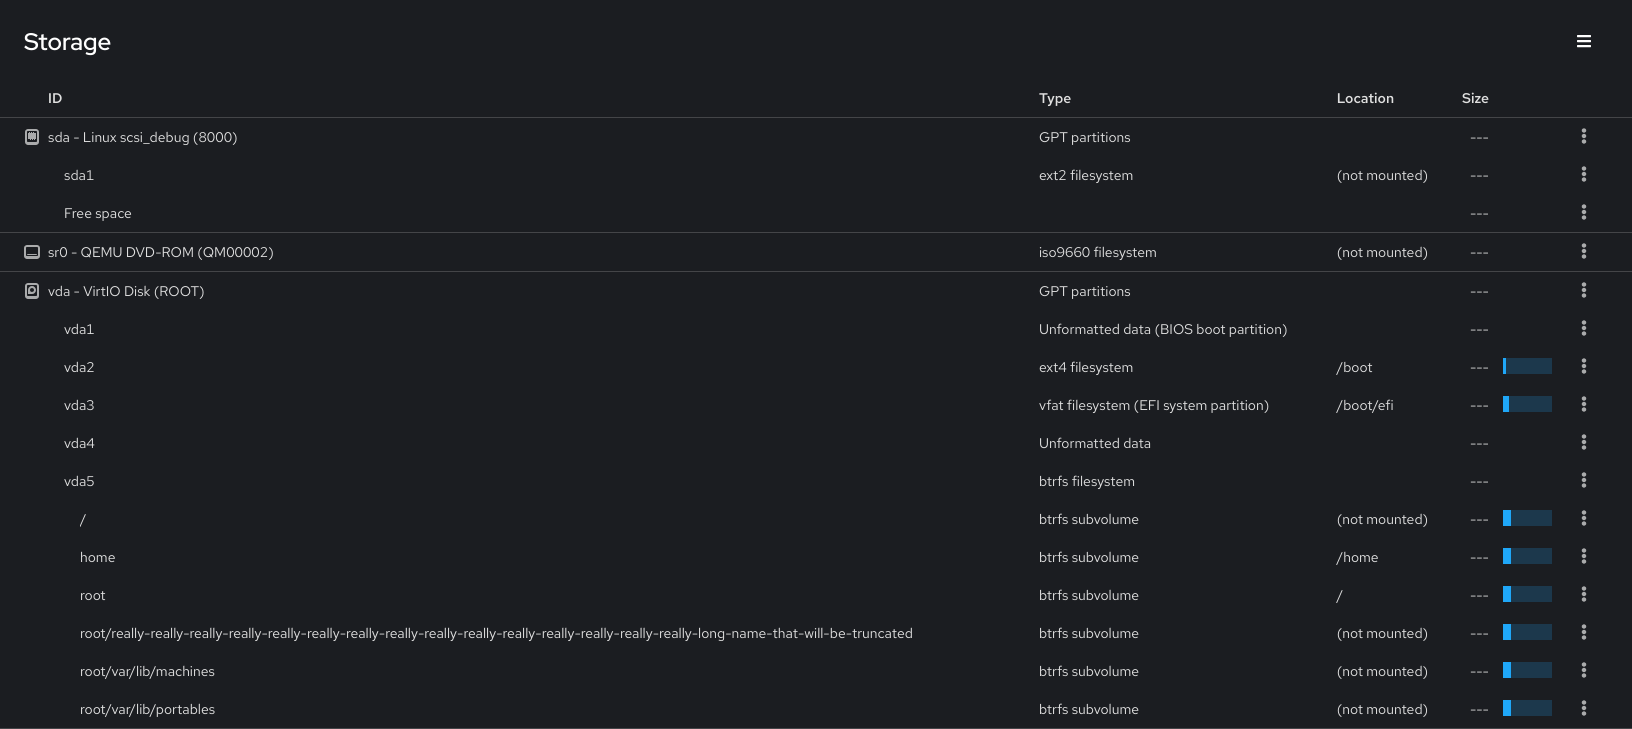 Storage
ID Type Location Size
sda - Linux scsi_debug (8000) GPT partitions ---
sda1 ext2 filesystem (not mounted) ---
Free space ---
sr0 - QEMU DVD-ROM (QM00002) iso9660 filesystem (not mounted) ---
vda - VirtIO Disk (ROOT) GPT partitions ---
vda1 Unformatted data (BIOS boot partition) ---
vda2 ext4 filesystem /boot ---
vda3 vfat filesystem (EFI system partition) /boot/efi ---
vda4 Unformatted data ---
vda5 btrfs filesystem ---
/ btrfs subvolume (not mounted) ---
home btrfs subvolume /home ---
root btrfs subvolume / ---
root/really-really-really-really-really-really-really-really-really-really-really-really-really-really-really-long-name-that-will-be-truncated btrfs subvolume (not mounted) ---
root/var/lib/machines btrfs subvolume (not mounted) ---
root/var/lib/portables btrfs subvolume (not mounted) ---